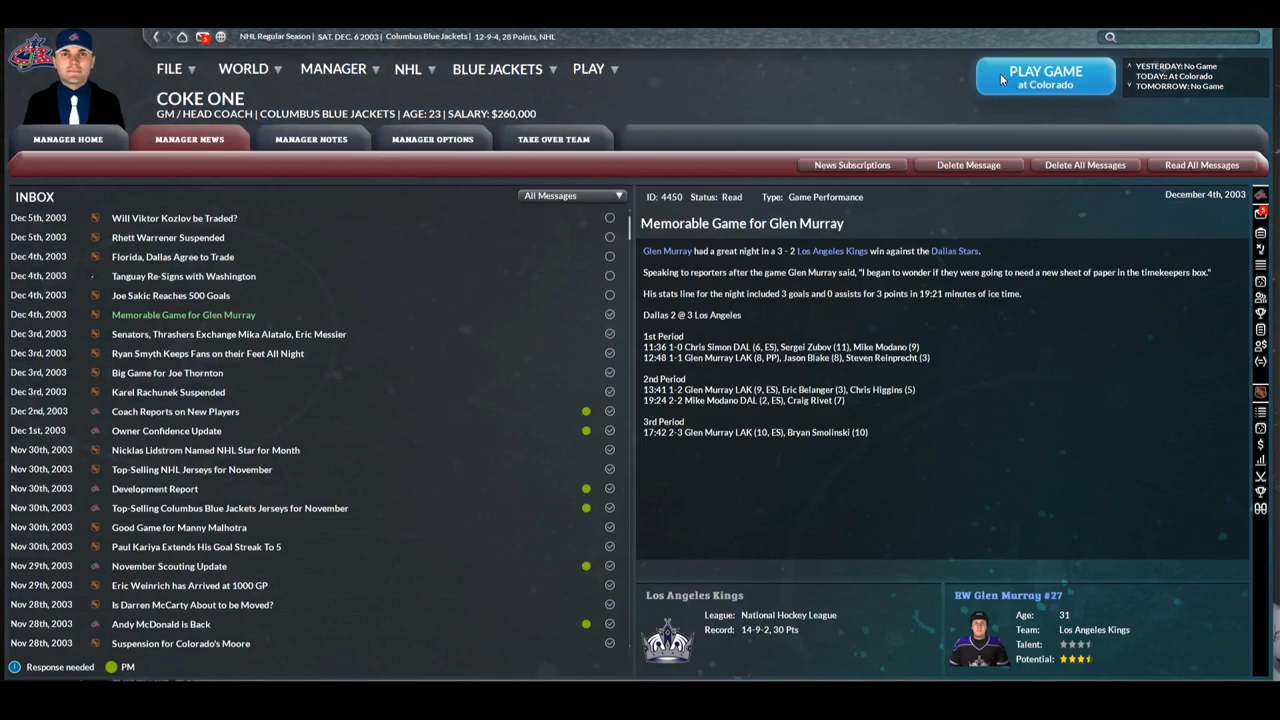 NHL Regular Season | SAT. DEC. 6 2003 | Columbus Blue Jackets | 12-9-4, 28 Points, NHL
FILE WORLD MANAGER NHL BLUE JACKETS PLAY
PLAY GAME
at Colorado
YESTERDAY: No Game
TODAY:: At Colorado
TOMORROW: No Game
COKE ONE
GM / HEAD COACH | COLUMBUS BLUE JACKETS | AGE: 23 | SALARY: $260,000
MANAGER HOME MANAGER NEWS MANAGER NOTES MANAGER OPTIONS TAKE OVER TEAM
News Subscriptions Delete Message Delete All Messages Read All Messages
INBOX All Messages
Dec 5th, 2003 Will Viktor Kozlov be Traded?
Dec 5th, 2003 Rhett Warrener Suspended
Dec 4th, 2003 Florida, Dallas Agree to Trade
Dec 4th, 2003 Tanguay Re-Signs with Washington
Dec 4th, 2003 Joe Sakic Reaches 500 Goals
Dec 4th, 2003 Memorable Game for Glen Murray
Dec 3rd, 2003 Senators, Thrashers Exchange Mika Alatalo, Eric Messier
Dec 3rd, 2003 Ryan Smyth Keeps Fans on their Feet All Night
Dec 3rd, 2003 Big Game for Joe Thornton
Dec 3rd, 2003 Karel Rachunek Suspended
Dec 2nd, 2003 Coach Reports on New Players
Dec 1st, 2003 Owner Confidence Update
Nov 30th, 2003 Nicklas Lidstrom Named NHL Star for Month
Nov 30th, 2003 Top-Selling NHL Jerseys for November
Nov 30th, 2003 Development Report
Nov 30th, 2003 Top-Selling Columbus Blue Jackets Jerseys for November
Nov 30th, 2003 Good Game for Manny Malhotra
Nov 30th, 2003 Paul Kariya Extends His Goal Streak To 5
Nov 29th, 2003 November Scouting Update
Nov 29th, 2003 Eric Weinrich has Arrived at 1000 GP
Nov 28th, 2003 Is Darren McCarty About to be Moved?
Nov 28th, 2003 Andy McDonald is Back
Nov 28th, 2003 Suspension for Colorado's Moore
Response needed PM
ID: 4450 Status: Read Type: Game Performance December 4th, 2003
Memorable Game for Glen Murray
Glen Murray had a great night in a 3 - 2 Los Angeles Kings win against the Dallas Stars.
Speaking to reporters after the game Glen Murray said, "I began to wonder if they were going to need a new sheet of paper in the timekeepers box."
His stats line for the night included 3 goals and 0 assists for 3 points in 19:21 minutes of ice time.
Dallas 2 @ 3 Los Angeles
1st Period
11:36 1-0 Chris Simon DAL (6, ES), Sergei Zubov (11), Mike Modano (9)
12:48 1-1 Glen Murray LAK (8, PP), Jason Blake (8), Steven Reinprecht (3)
2nd Period
13:41 1-2 Glen Murray LAK (9, ES), Eric Belanger (3), Chris Higgins (5)
19:24 2-2 Mike Modano DAL (2, ES), Craig Rivet (7)
3rd Period
17:42 2-3 Glen Murray LAK (10, ES), Bryan Smolinski (10)
Los Angeles Kings
League: National Hockey League
Record: 14-9-2, 30 Pts
RW Glen Murray #27
Age: 31
Team: Los Angeles Kings
Talent:
Potential: